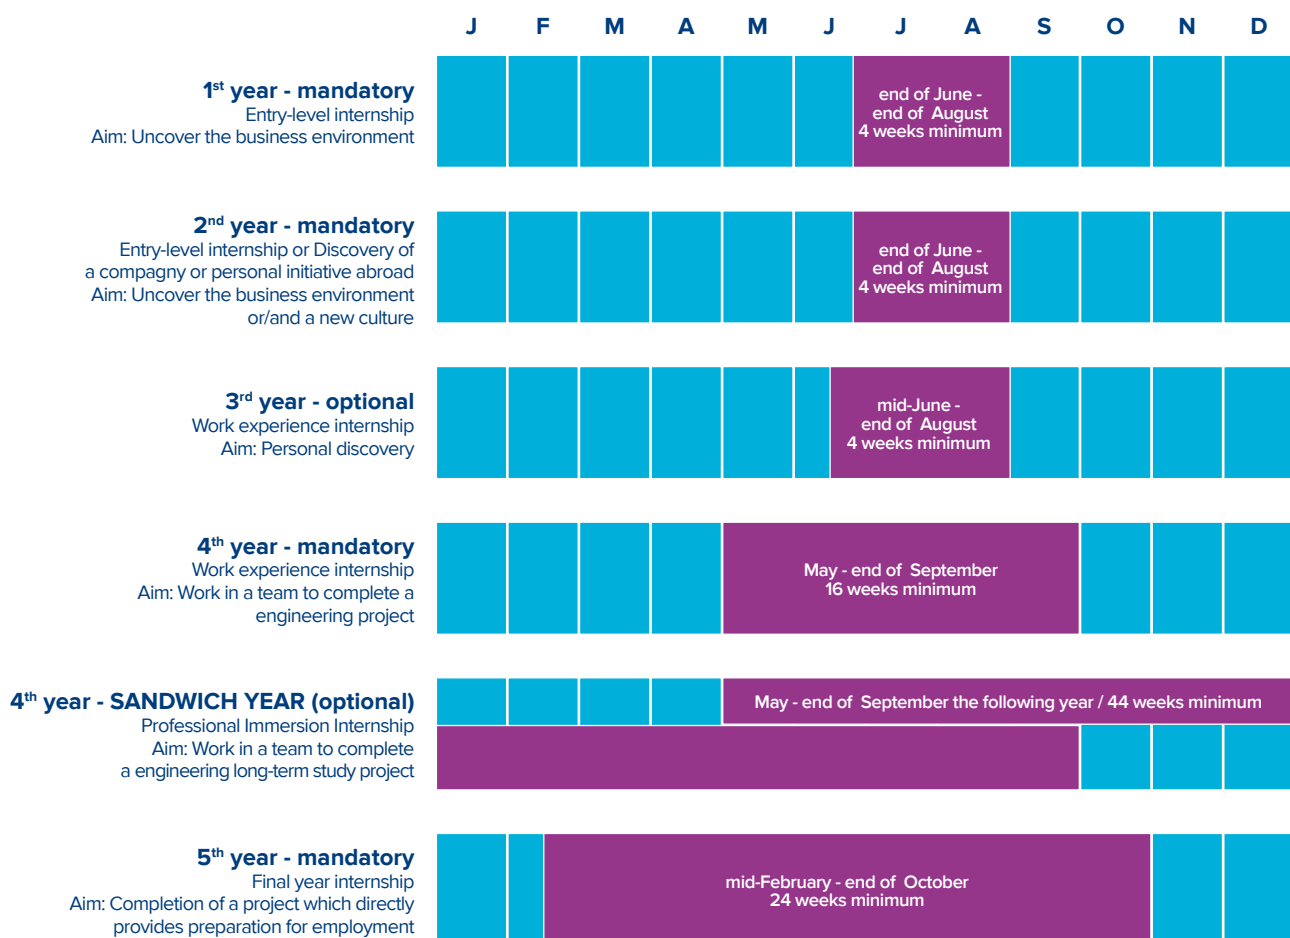 J F M A M J J A S O N D
1st year - mandatory
Entry-level internship
Aim: Uncover the business environment
end of June -
end of August
4 weeks minimum
2nd year - mandatory
Entry-level internship or Discovery of
a compagny or personal initiative abroad
Aim: Uncover the business environment
or/and a new culture
end of June -
end of August
4 weeks minimum
3rd year - optional
Work experience internship
Aim: Personal discovery
mid-June -
end of August
4 weeks minimum
4th year - mandatory
Work experience internship
Aim: Work in a team to complete a
engineering project
May - end of September
16 weeks minimum
4th year - SANDWICH YEAR (optional)
Professional Immersion Internship
Aim: Work in a team to complete
a engineering long-term study project
May - end of September the following year / 44 weeks minimum
5th year - mandatory
Final year internship
Aim: Completion of a project which directly
provides preparation for employment
mid-February - end of October
24 weeks minimum